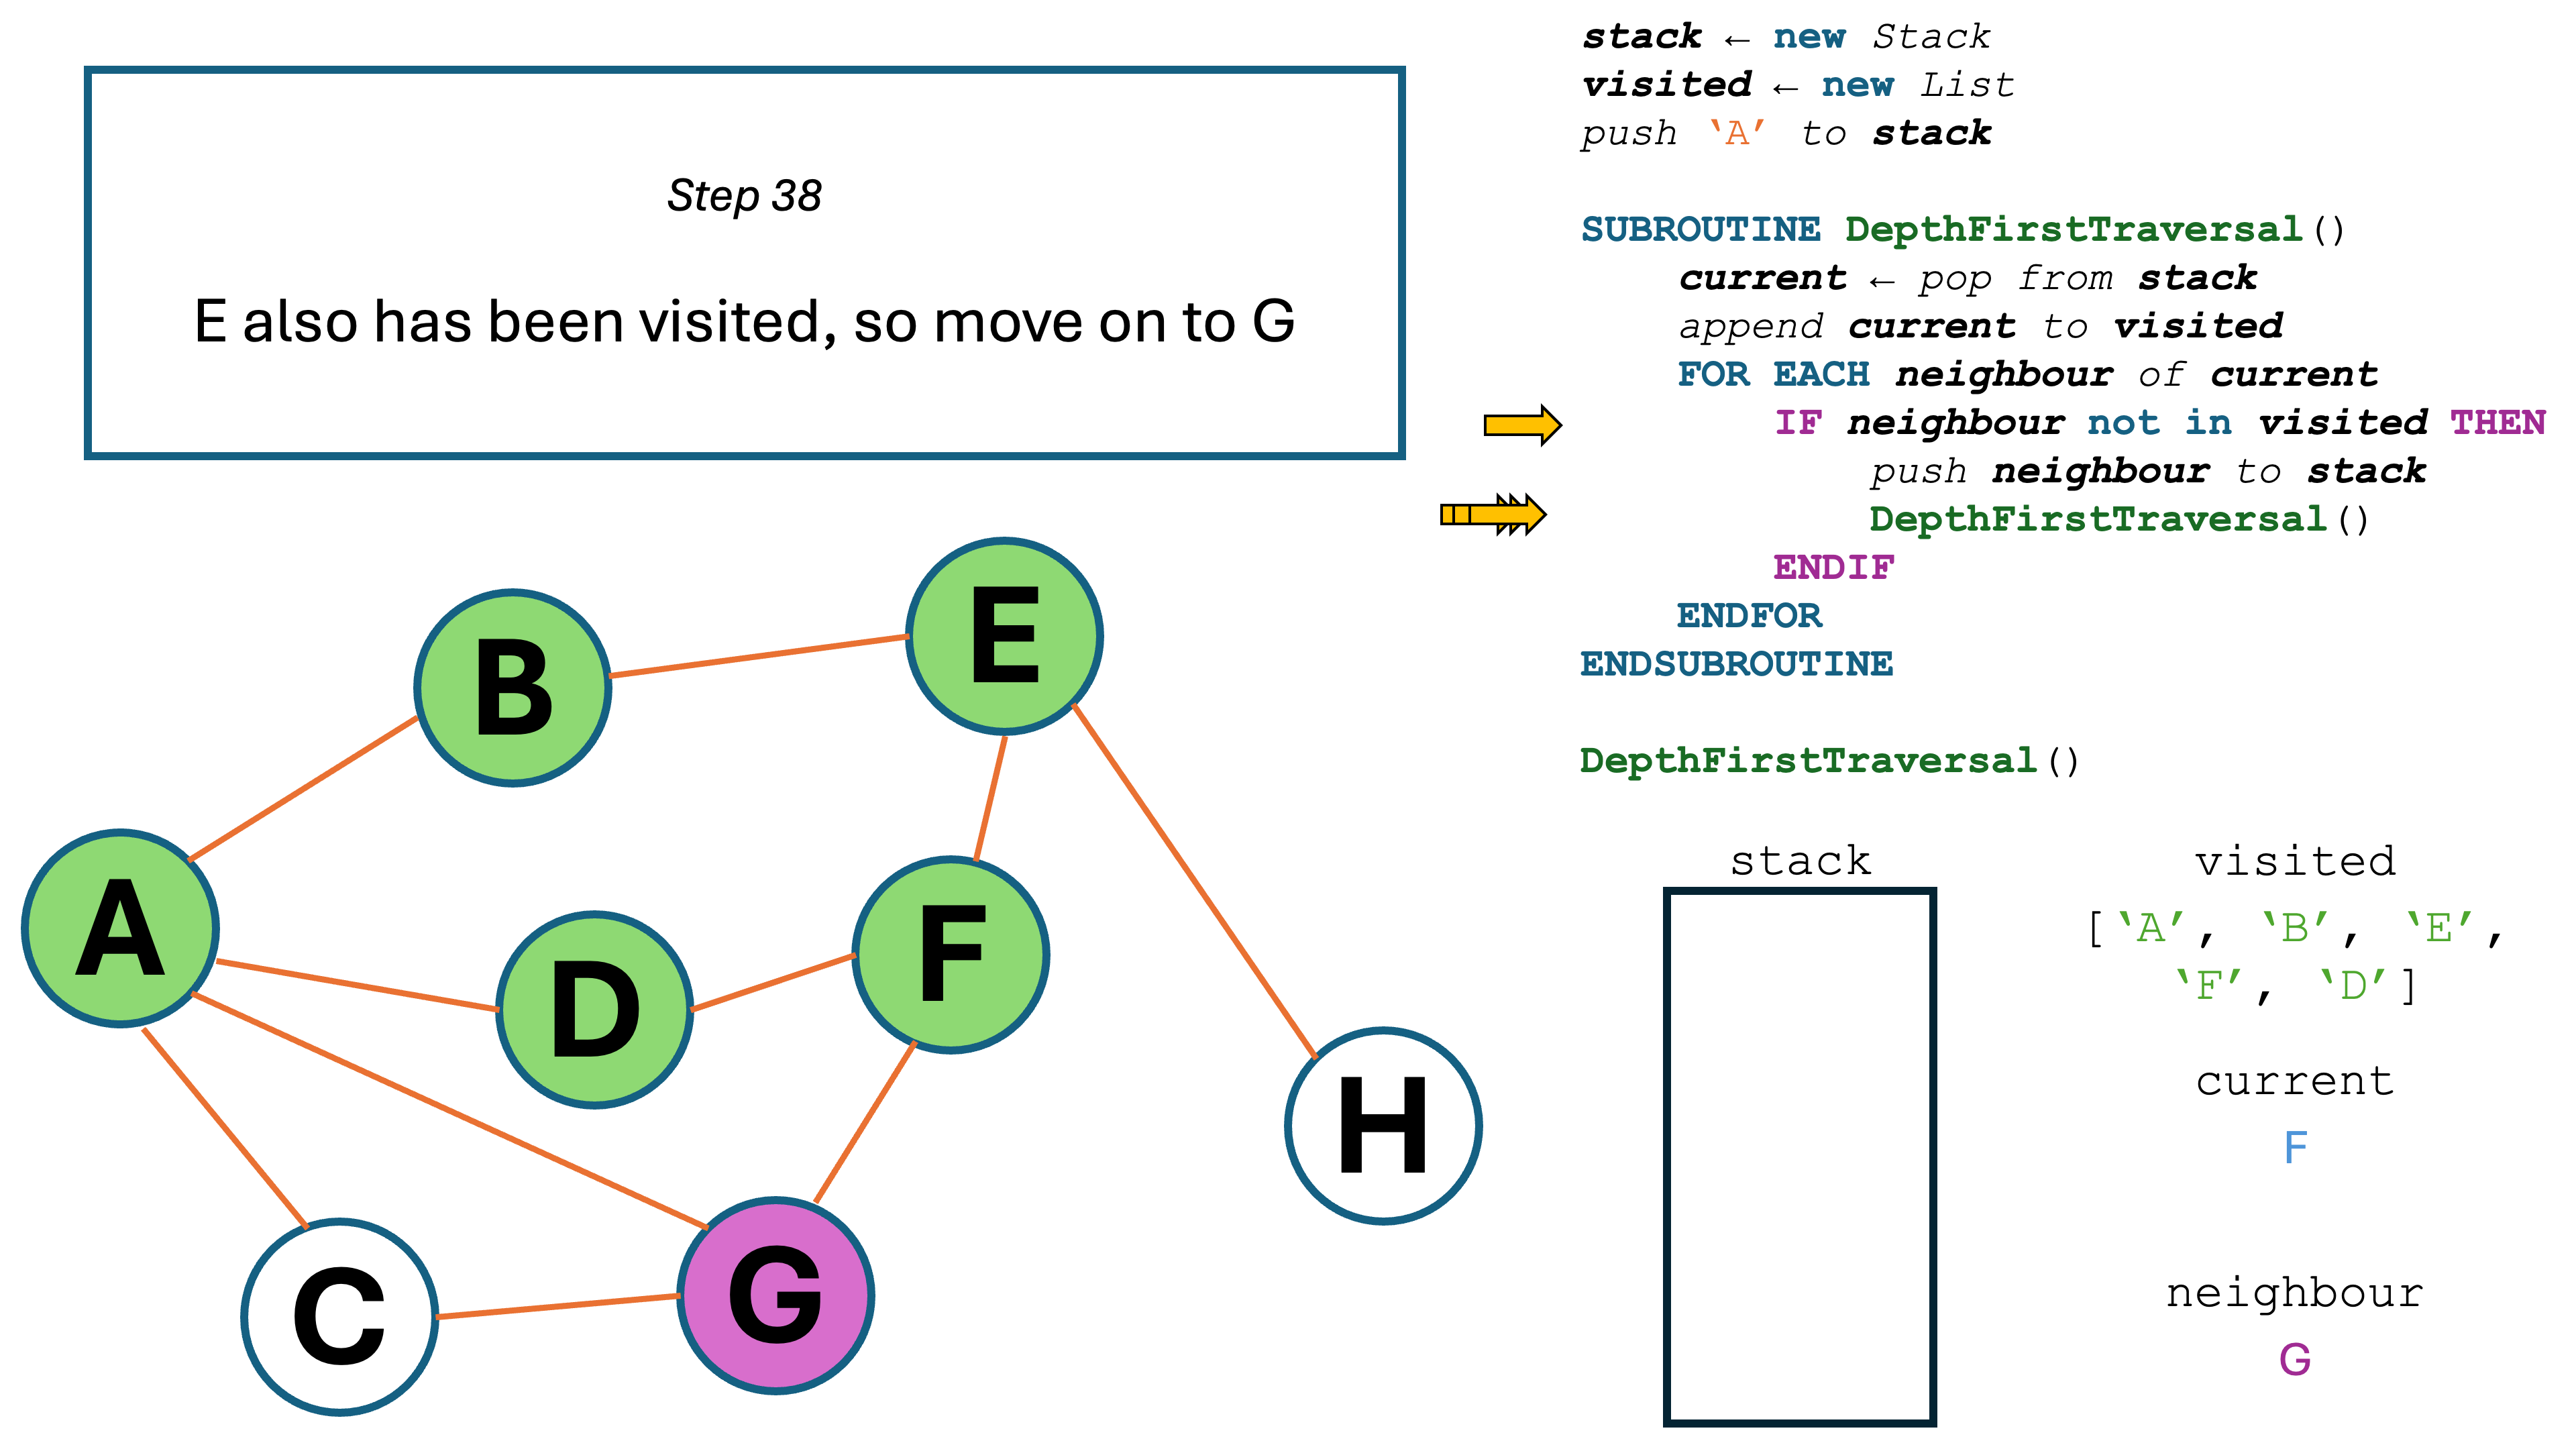 Step 38
E also has been visited, so move on to G
stack ← new Stack
visited ← new List
push ‘A’ to stack
SUBROUTINE DepthFirstTraversal()
current ← pop from stack
append current to visited
FOR EACH neighbour of current
IF neighbour not in visited THEN
push neighbour to stack
DepthFirstTraversal()
ENDIF
ENDFOR
ENDSUBROUTINE
DepthFirstTraversal()
B
E
A
D
F
H
C
G
stack
visited
[‘A’, ‘B’, ‘E’,
‘F’, ‘D’]
current
F
neighbour
G